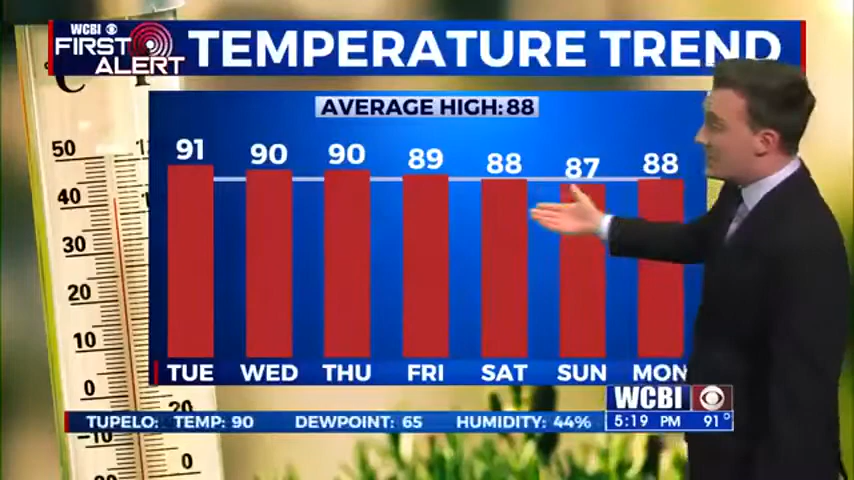 WCBI
FIRST
ALERT
TEMPERATURE TREND
AVERAGE HIGH: 88
91 90 90 89 88 87 88
TUE WED THU FRI SAT SUN MON
°C
50
40
30
20
10
0
-10
20
0
WCBI
TUPELO: TEMP: 90 DEWPOINT: 65 HUMIDITY: 44%
5:19 PM 91°